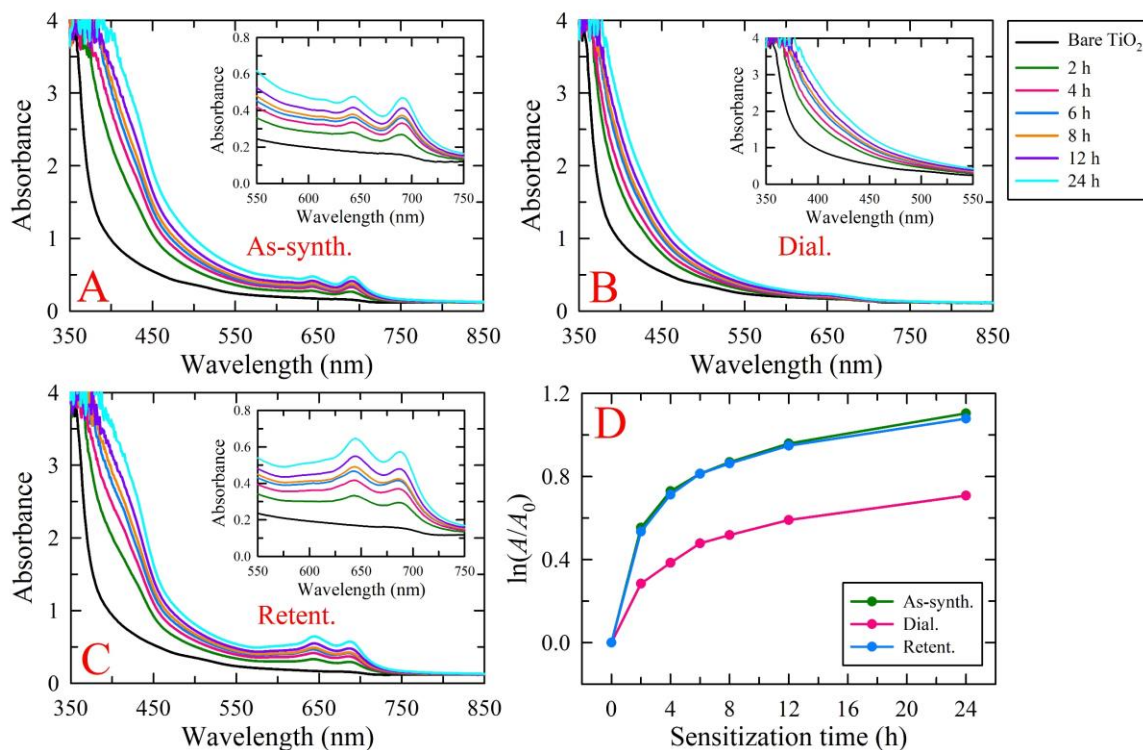 Absorbance
4
3
2
1
0
350 450 550 650 750 850
Wavelength (nm)
A
As-synth.
Absorbance
0.8
0.6
0.4
0.2
0.0
550 600 650 700 750
Wavelength (nm)
Absorbance
4
3
2
1
0
350 450 550 650 750 850
Wavelength (nm)
B
Dial.
Absorbance
4
3
2
1
0
350 400 450 500 550
Wavelength (nm)
Bare TiO₂
2 h
4 h
6 h
8 h
12 h
24 h
Absorbance
4
3
2
1
0
350 450 550 650 750 850
Wavelength (nm)
C
Retent.
Absorbance
0.8
0.6
0.4
0.2
0.0
550 600 650 700 750
Wavelength (nm)
D
ln(A/A₀)
1.2
0.8
0.4
0.0
0 4 8 12 16 20 24
Sensitization time (h)
As-synth.
Dial.
Retent.